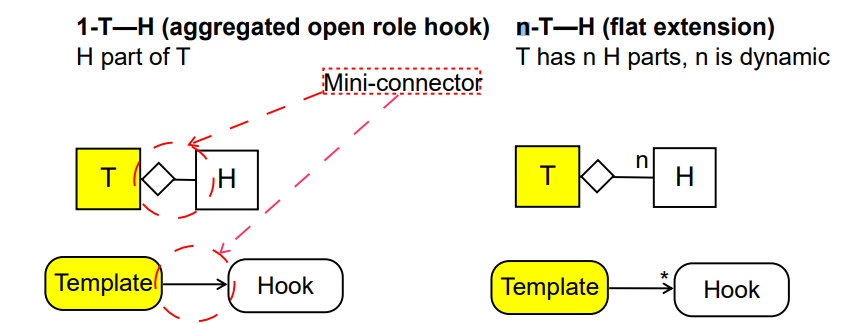 1-T—H (aggregated open role hook)
H part of T
n-T—H (flat extension)
T has n H parts, n is dynamic
Mini-connector
T
H
T
n
H
Template
Hook
Template
*
Hook